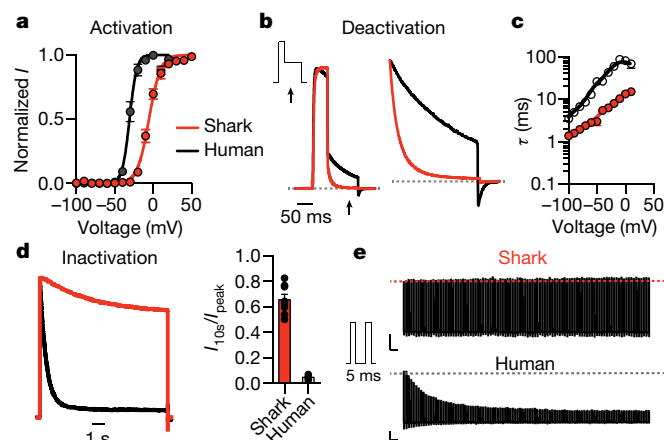 a Activation
Normalized I
1.0
0.5
0.0
–100 –50 0 50
Voltage (mV)
Shark
Human
b Deactivation
50 ms
c
τ (ms)
100
10
1
0.1
–100 –50 0
Voltage (mV)
d Inactivation
1 s
I10s/Ipeak
1.0
0.8
0.6
0.4
0.2
0.0
Shark
Human
e
Shark
5 ms
Human